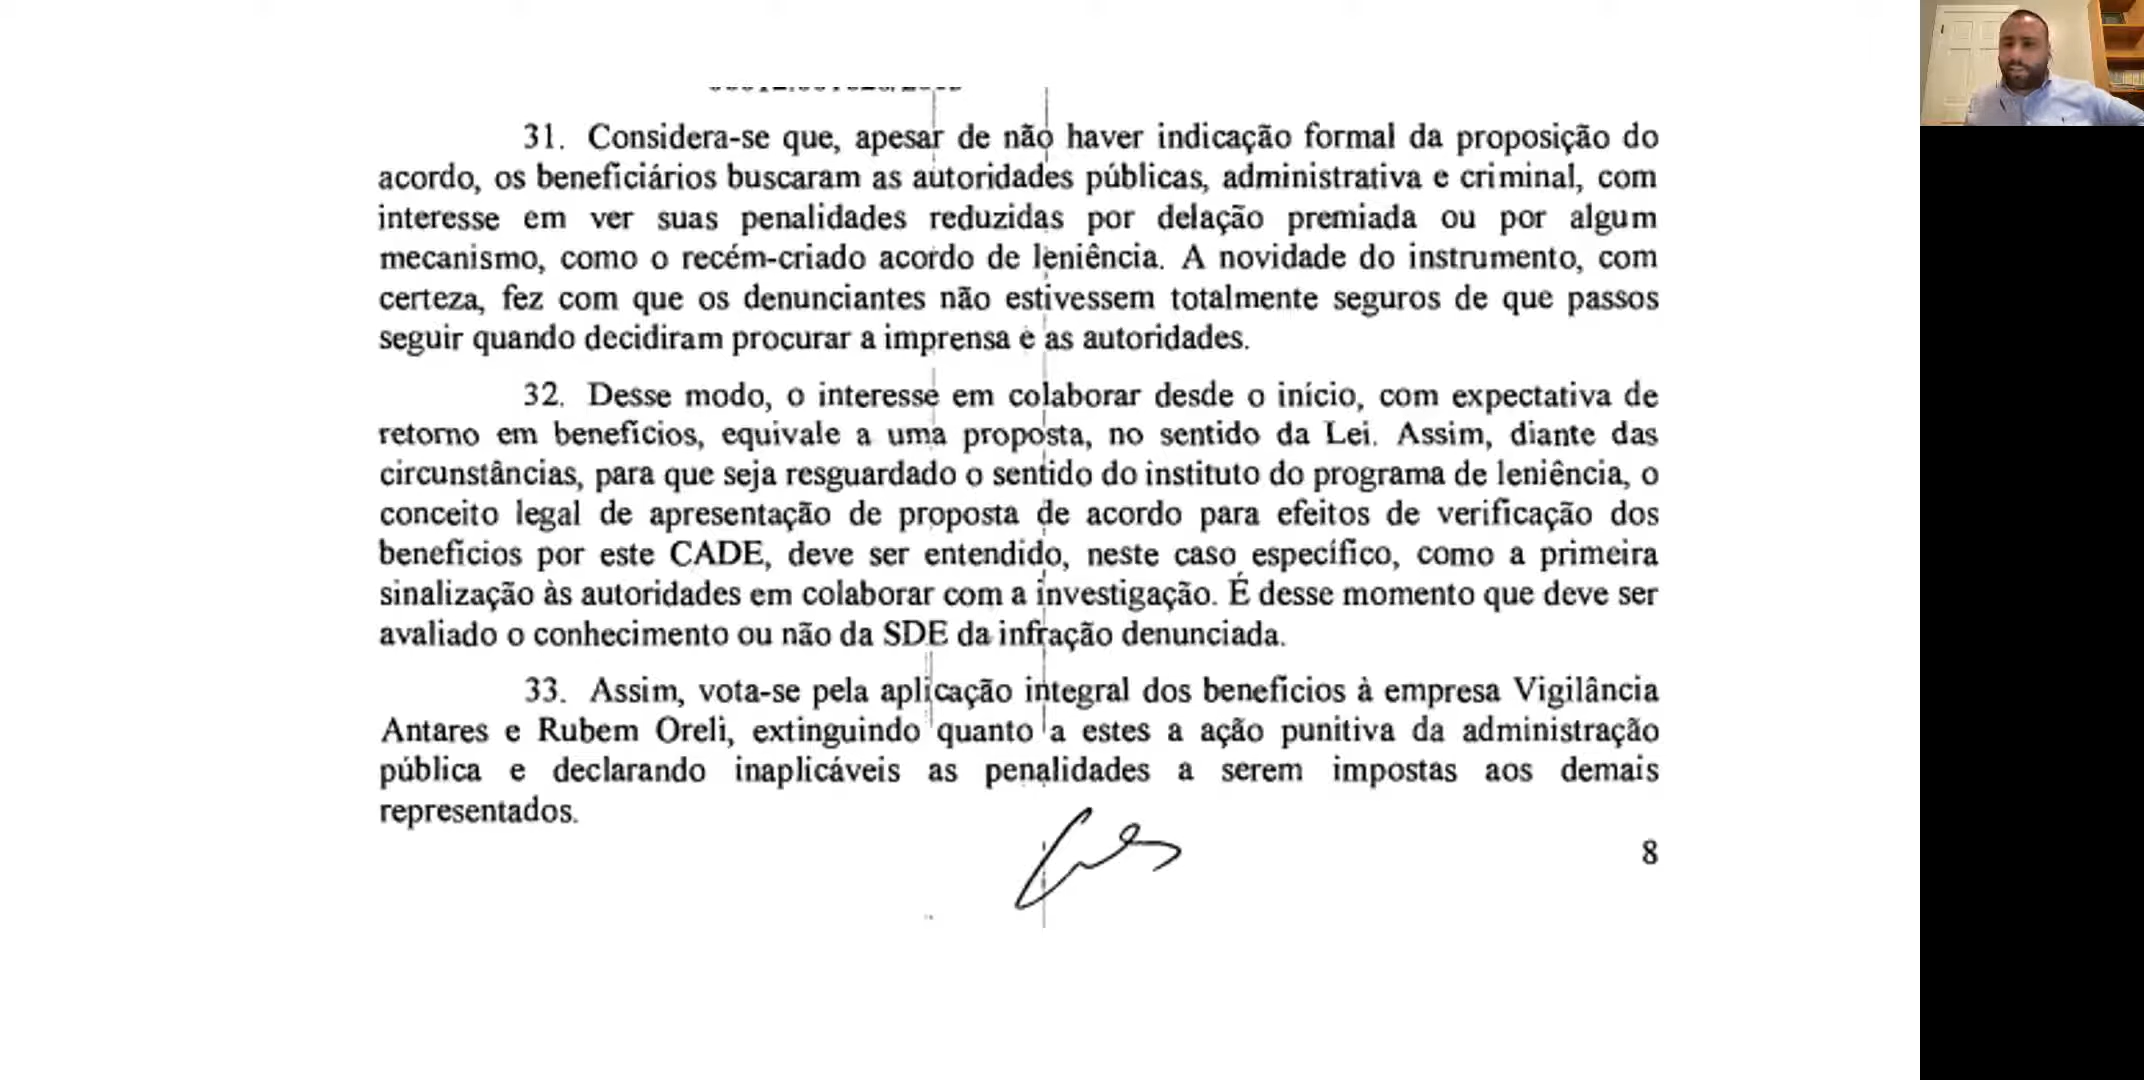 31. Considera-se que, apesar de não haver indicação formal da proposição do
acordo, os beneficiários buscaram as autoridades públicas, administrativa e criminal, com
interesse em ver suas penalidades reduzidas por delação premiada ou por algum
mecanismo, como o recém-criado acordo de leniência. A novidade do instrumento, com
certeza, fez com que os denunciantes não estivessem totalmente seguros de que passos
seguir quando decidiram procurar a imprensa e as autoridades.
32. Desse modo, o interesse em colaborar desde o início, com expectativa de
retorno em benefícios, equivale a uma proposta, no sentido da Lei. Assim, diante das
circunstâncias, para que seja resguardado o sentido do instituto do programa de leniência, o
conceito legal de apresentação de proposta de acordo para efeitos de verificação dos
benefícios por este CADE, deve ser entendido, neste caso específico, como a primeira
sinalização às autoridades em colaborar com a investigação. É desse momento que deve ser
avaliado o conhecimento ou não da SDE da infração denunciada.
33. Assim, vota-se pela aplicação integral dos benefícios à empresa Vigilância
Antares e Rubem Oreli, extinguindo quanto a estes a ação punitiva da administração
pública e declarando inaplicáveis as penalidades a serem impostas aos demais
representados.
8